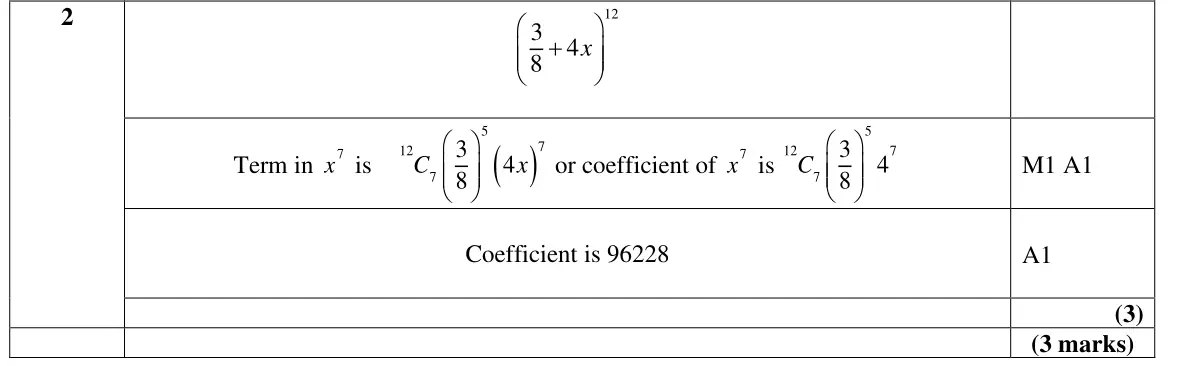 2
(3/8 + 4x)^12
Term in x^7 is ^12C_7 (3/8)^5 (4x)^7 or coefficient of x^7 is ^12C_7 (3/8)^5 4^7 M1 A1
Coefficient is 96228 A1
(3)
(3 marks)